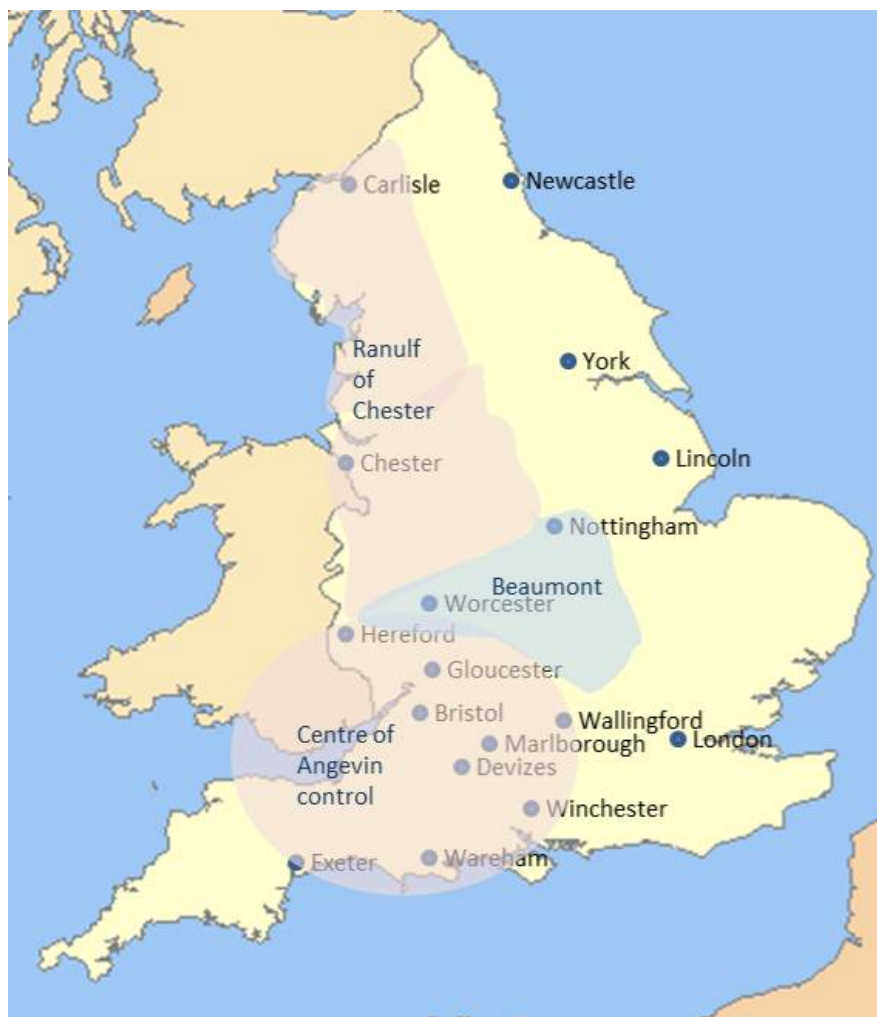 Carlisle
Newcastle
Ranulf
of
Chester
York
Chester
Lincoln
Nottingham
Beaumont
Worcester
Hereford
Gloucester
Bristol
Wallingford
Centre of
Angevin
control
Marlborough
London
Devizes
Winchester
Exeter
Wareham